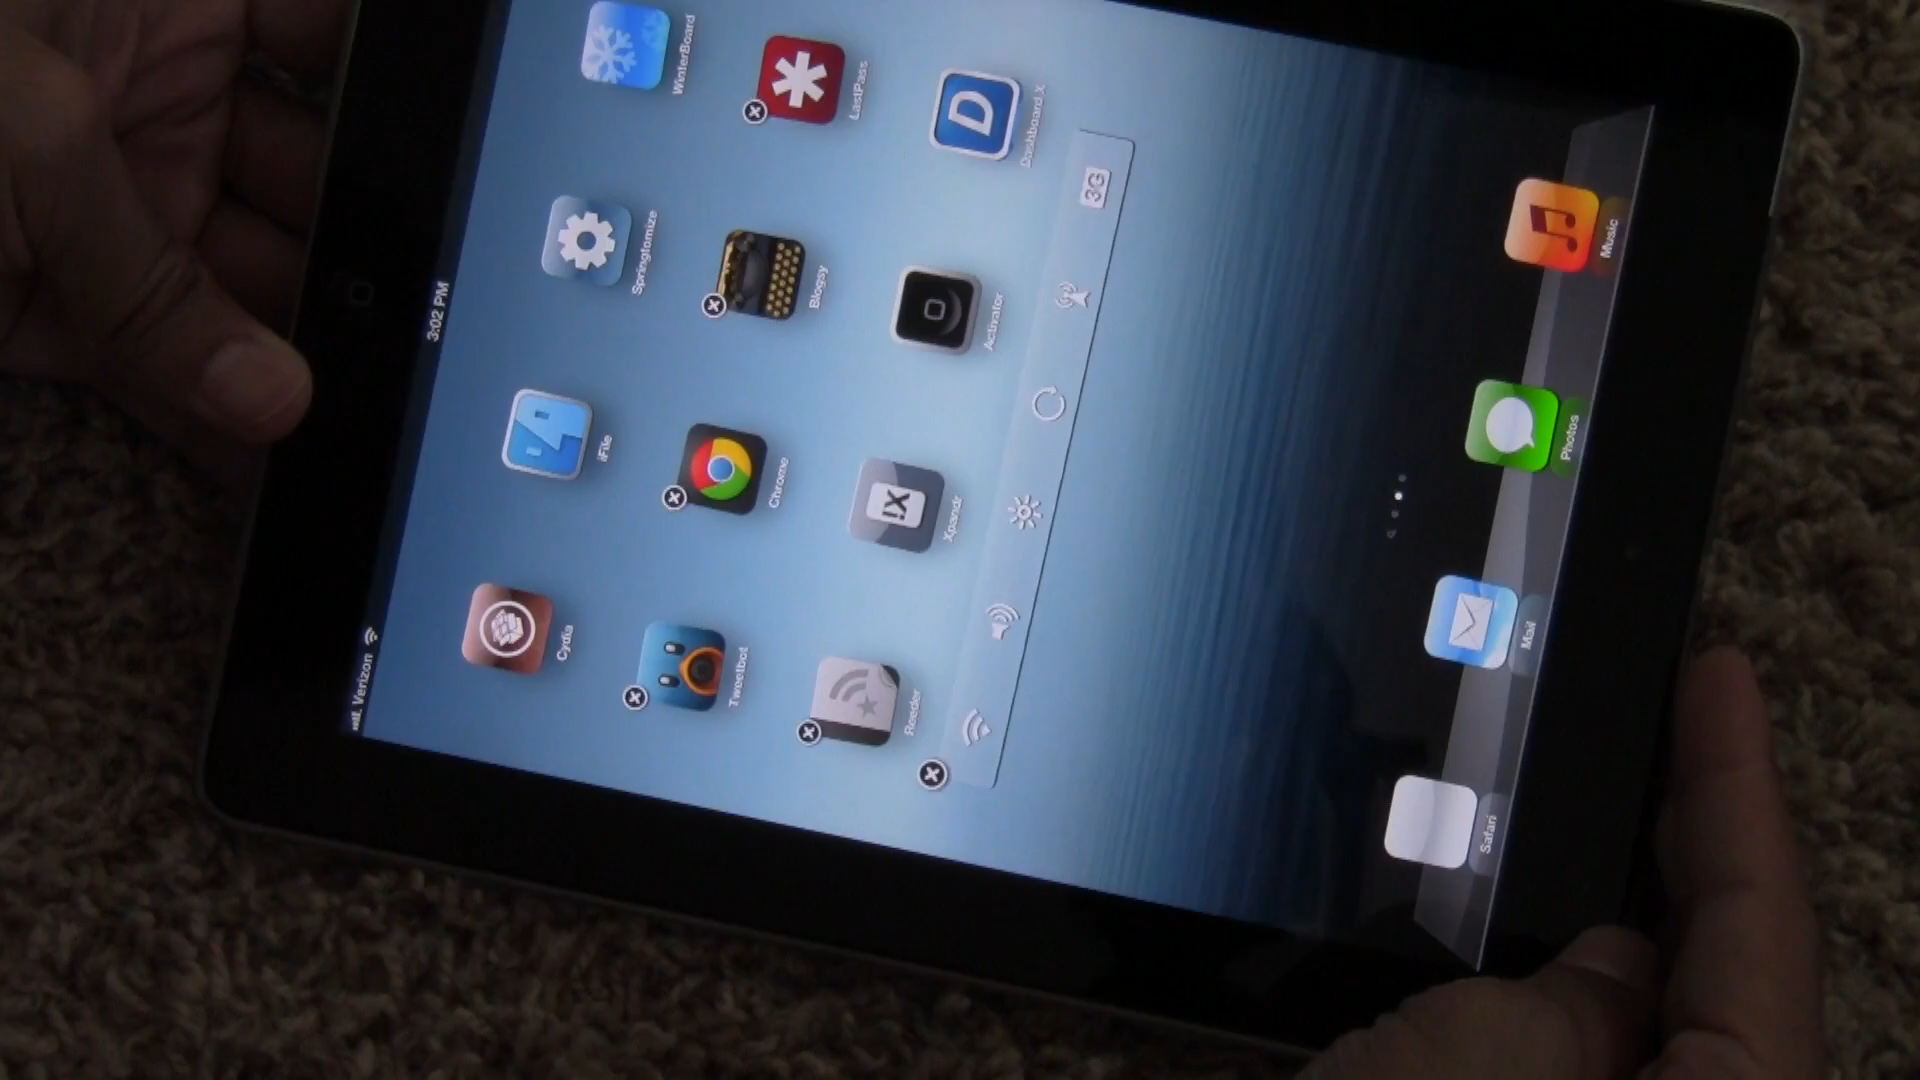 Verizon
3:02 PM
Cydia
iFile
Springtomize
WinterBoard
Tweetbot
Chrome
Blogsy
LastPass
Reeder
Xpandr
Activator
Dashboard X
Xi
D
3G
Safari
Mail
Photos
Music